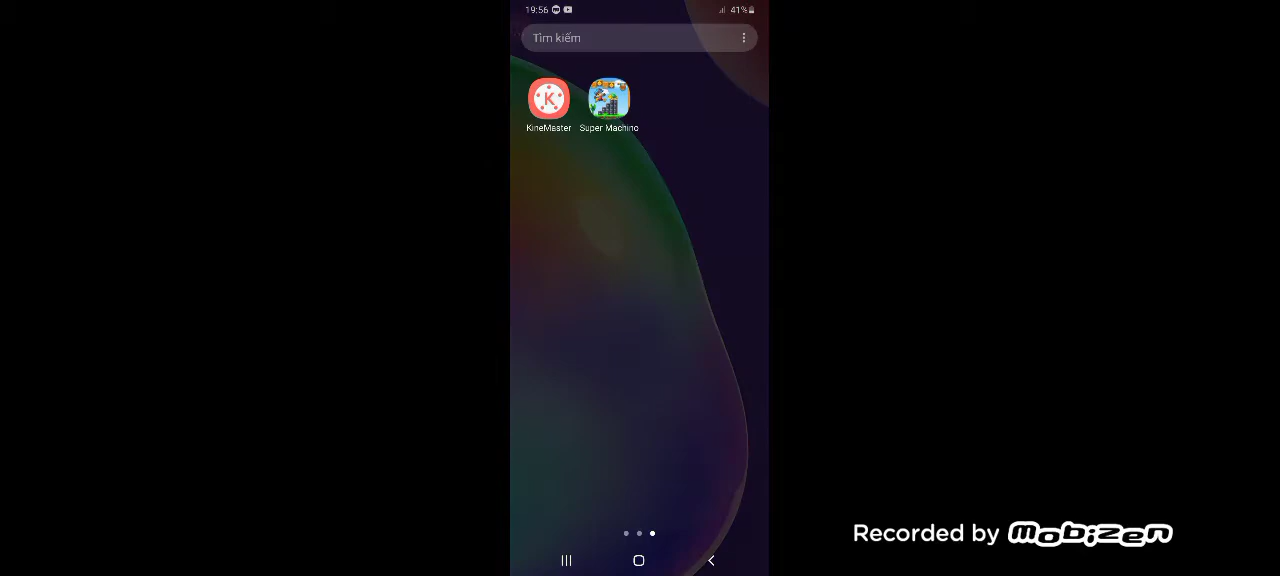 19:56
41%
Tìm kiếm
K
KineMaster
Super Machino
Recorded by mobizen